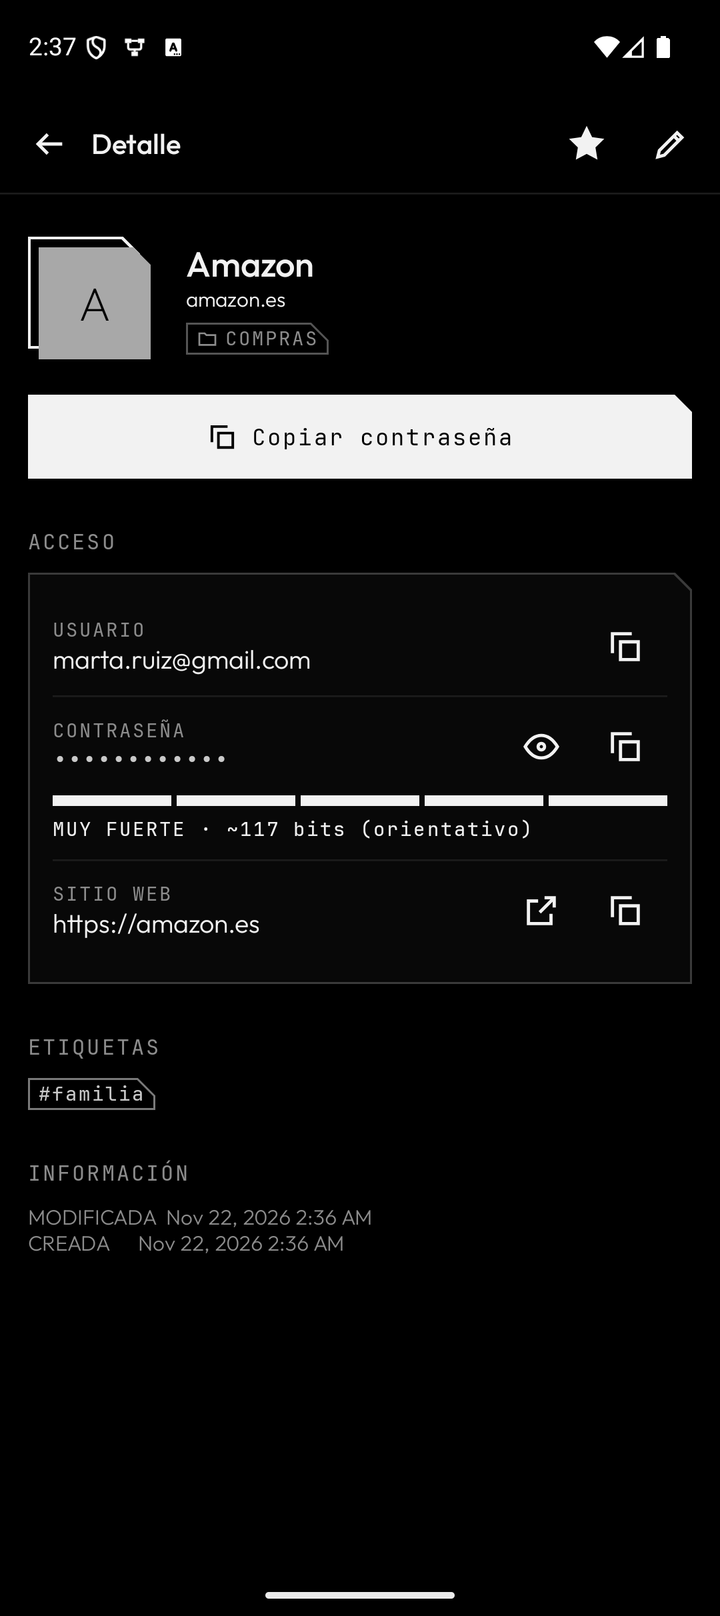 2:37
Detalle
A
Amazon
amazon.es
COMPRAS
Copiar contraseña
ACCESO
USUARIO
marta.ruiz@gmail.com
CONTRASEÑA
••••••••••••
MUY FUERTE · ~117 bits (orientativo)
SITIO WEB
https://amazon.es
ETIQUETAS
#familia
INFORMACIÓN
MODIFICADA Nov 22, 2026 2:36 AM
CREADA Nov 22, 2026 2:36 AM